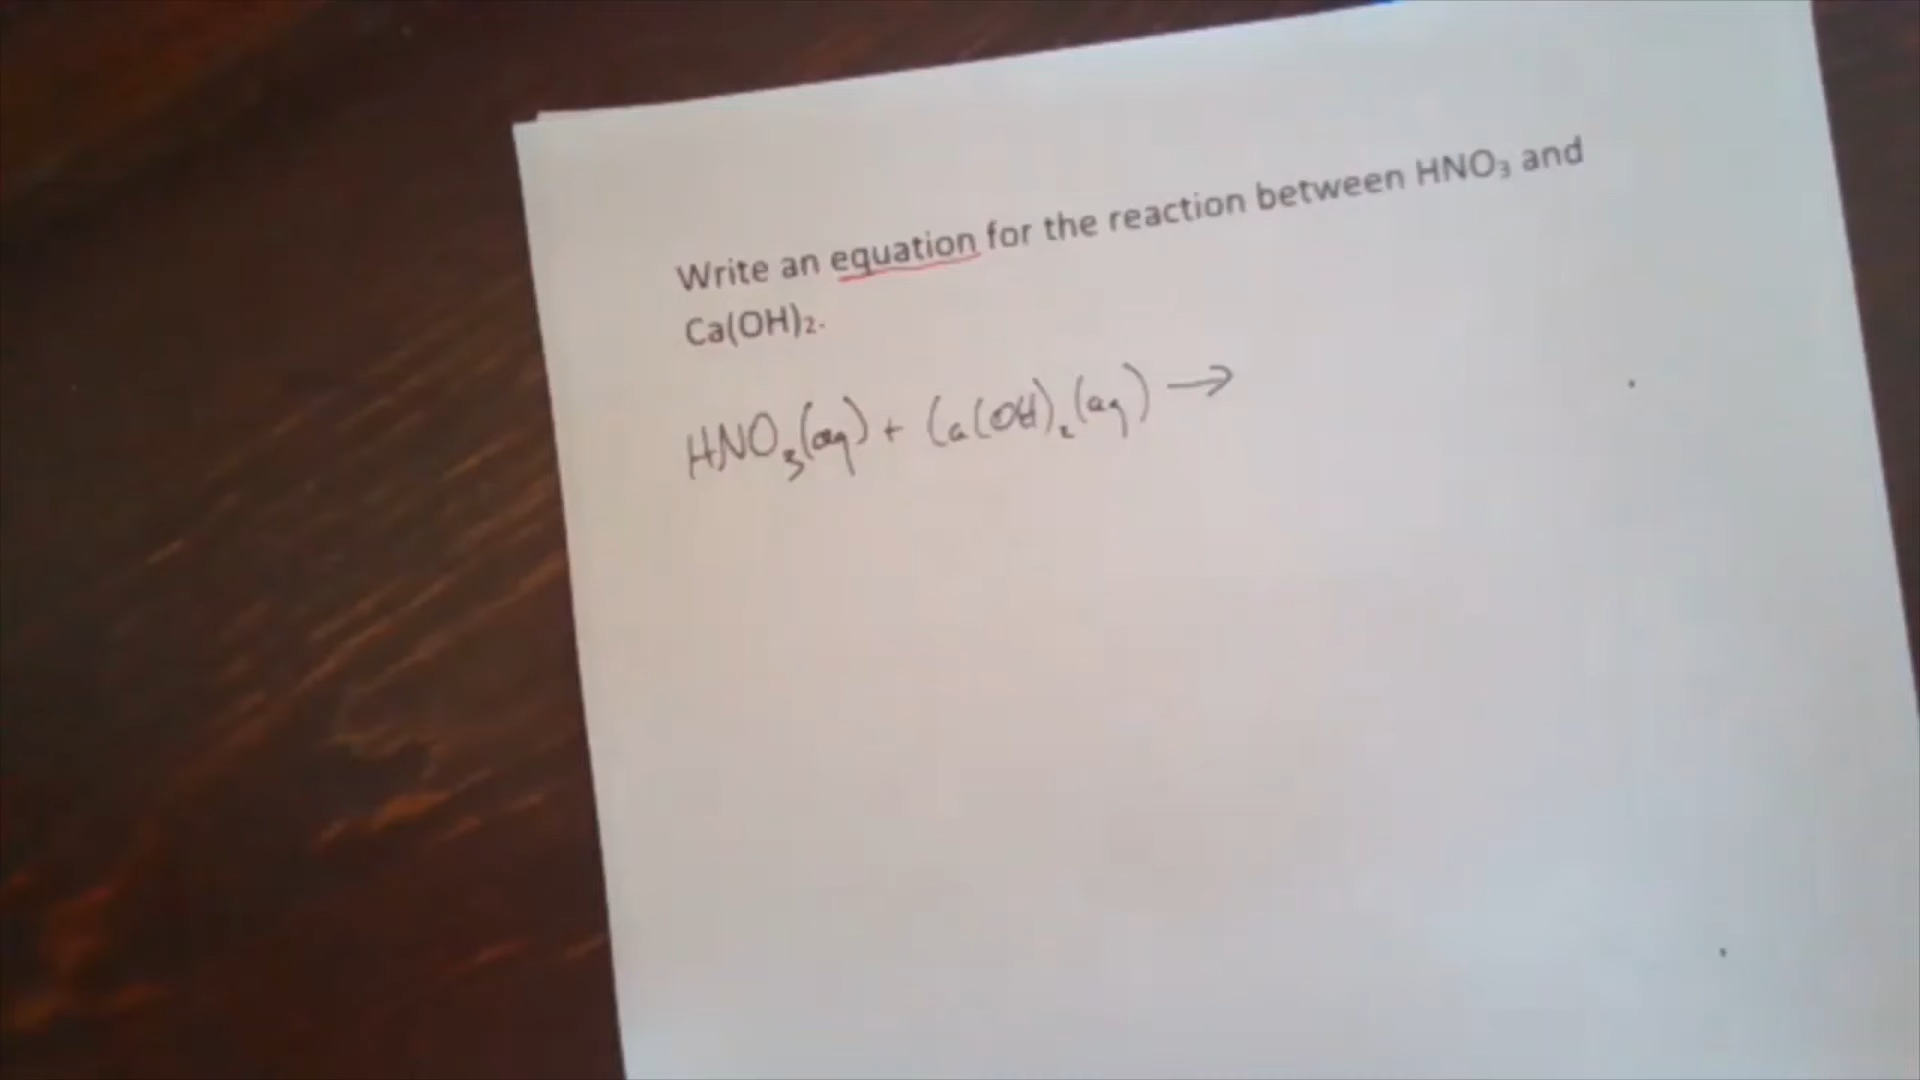 Write an equation for the reaction between HNO₃ and
Ca(OH)₂.
HNO₃(aq) + Ca(OH)₂(aq) →